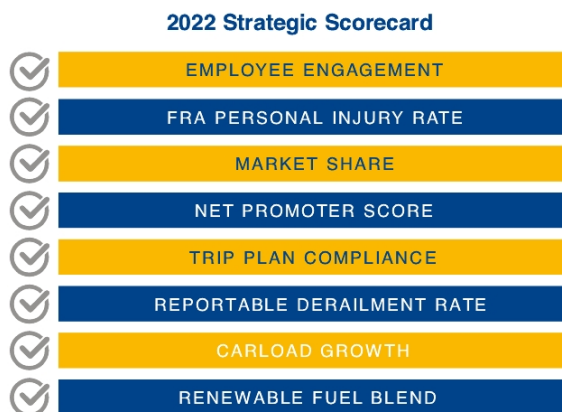 2022 Strategic Scorecard
EMPLOYEE ENGAGEMENT
FRA PERSONAL INJURY RATE
MARKET SHARE
NET PROMOTER SCORE
TRIP PLAN COMPLIANCE
REPORTABLE DERAILMENT RATE
CARLOAD GROWTH
RENEWABLE FUEL BLEND